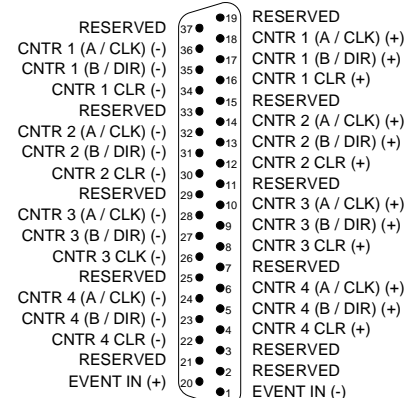 RESERVED 37 19 RESERVED
CNTR 1 (A / CLK) (-) 36 18 CNTR 1 (A / CLK) (+)
CNTR 1 (B / DIR) (-) 35 17 CNTR 1 (B / DIR) (+)
CNTR 1 CLR (-) 34 16 CNTR 1 CLR (+)
RESERVED 33 15 RESERVED
CNTR 2 (A / CLK) (-) 32 14 CNTR 2 (A / CLK) (+)
CNTR 2 (B / DIR) (-) 31 13 CNTR 2 (B / DIR) (+)
CNTR 2 CLR (-) 30 12 CNTR 2 CLR (+)
RESERVED 29 11 RESERVED
CNTR 3 (A / CLK) (-) 28 10 CNTR 3 (A / CLK) (+)
CNTR 3 (B / DIR) (-) 27 9 CNTR 3 (B / DIR) (+)
CNTR 3 CLK (-) 26 8 CNTR 3 CLR (+)
RESERVED 25 7 RESERVED
CNTR 4 (A / CLK) (-) 24 6 CNTR 4 (A / CLK) (+)
CNTR 4 (B / DIR) (-) 23 5 CNTR 4 (B / DIR) (+)
CNTR 4 CLR (-) 22 4 CNTR 4 CLR (+)
RESERVED 21 3 RESERVED
EVENT IN (+) 20 2 RESERVED
1 EVENT IN (-)